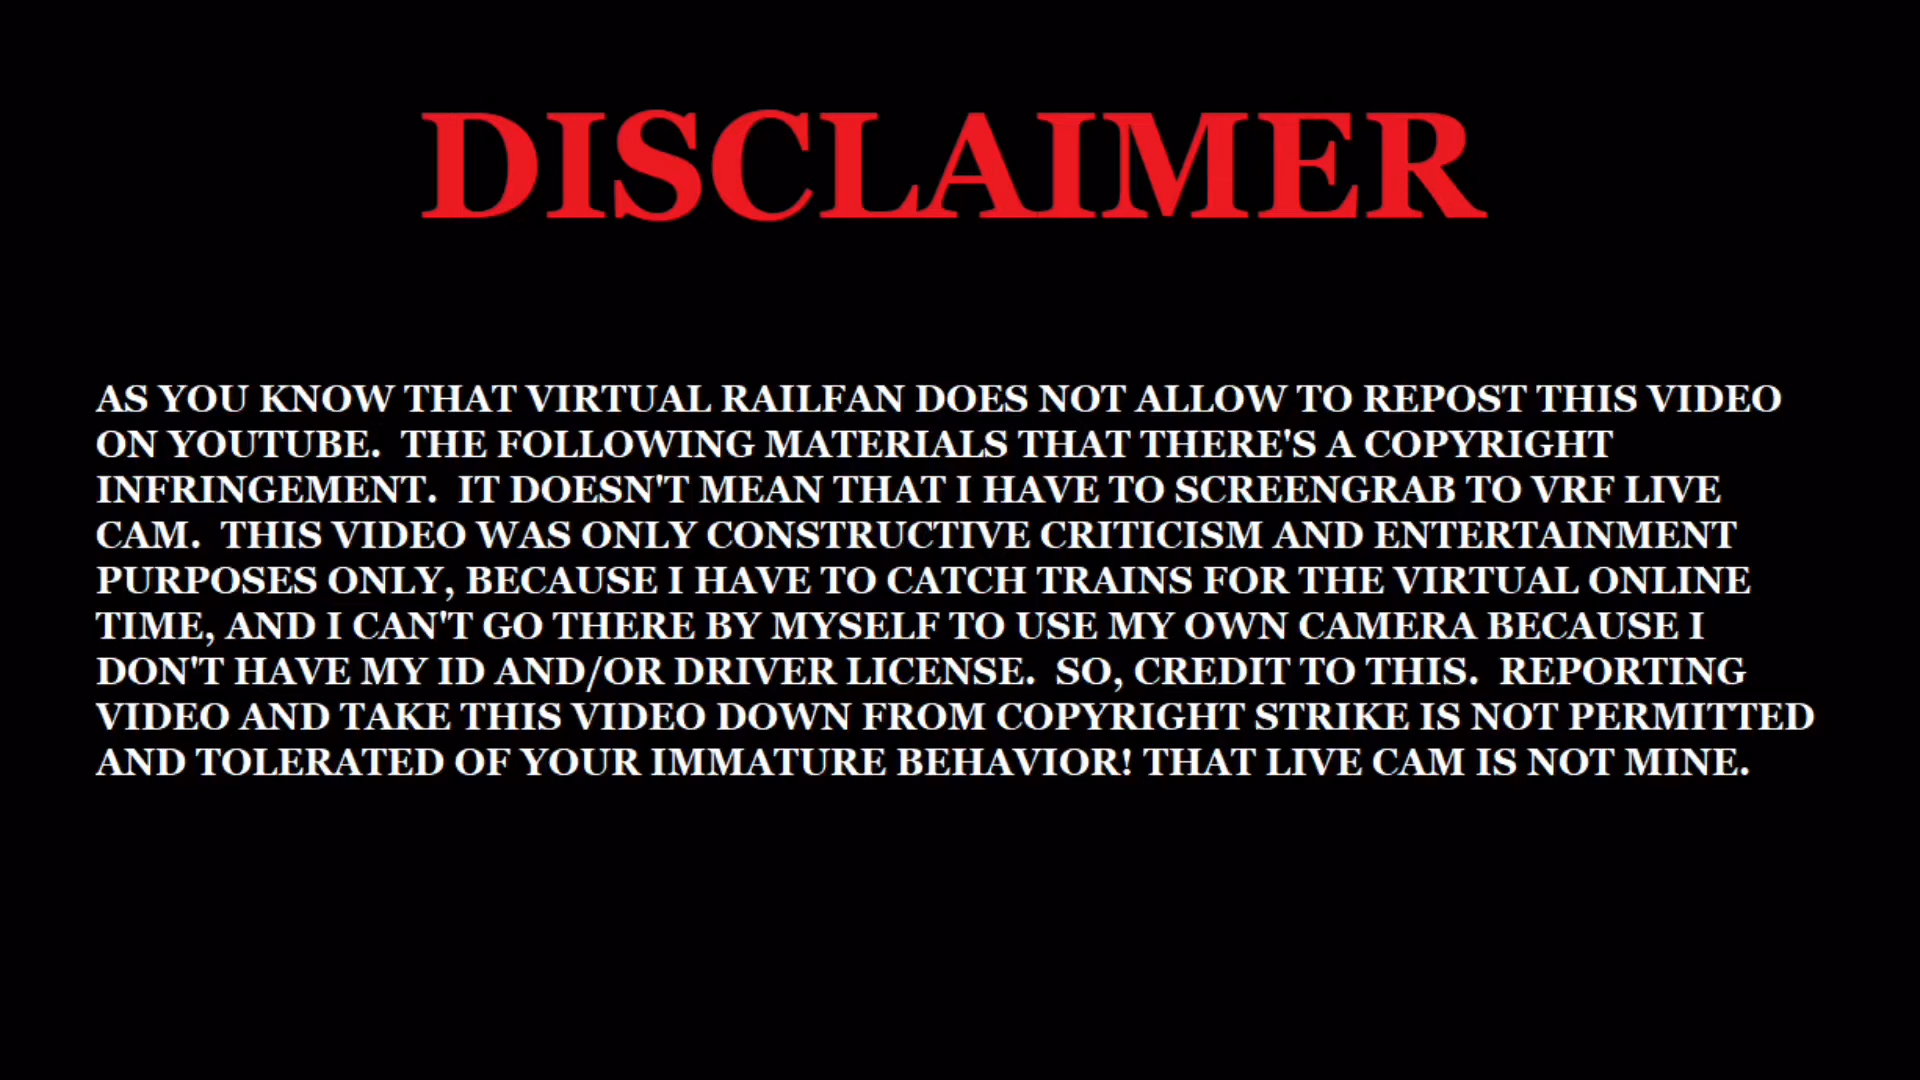 DISCLAIMER
AS YOU KNOW THAT VIRTUAL RAILFAN DOES NOT ALLOW TO REPOST THIS VIDEO
ON YOUTUBE.  THE FOLLOWING MATERIALS THAT THERE'S A COPYRIGHT
INFRINGEMENT.  IT DOESN'T MEAN THAT I HAVE TO SCREENGRAB TO VRF LIVE
CAM.  THIS VIDEO WAS ONLY CONSTRUCTIVE CRITICISM AND ENTERTAINMENT
PURPOSES ONLY, BECAUSE I HAVE TO CATCH TRAINS FOR THE VIRTUAL ONLINE
TIME, AND I CAN'T GO THERE BY MYSELF TO USE MY OWN CAMERA BECAUSE I
DON'T HAVE MY ID AND/OR DRIVER LICENSE.  SO, CREDIT TO THIS.  REPORTING
VIDEO AND TAKE THIS VIDEO DOWN FROM COPYRIGHT STRIKE IS NOT PERMITTED
AND TOLERATED OF YOUR IMMATURE BEHAVIOR! THAT LIVE CAM IS NOT MINE.